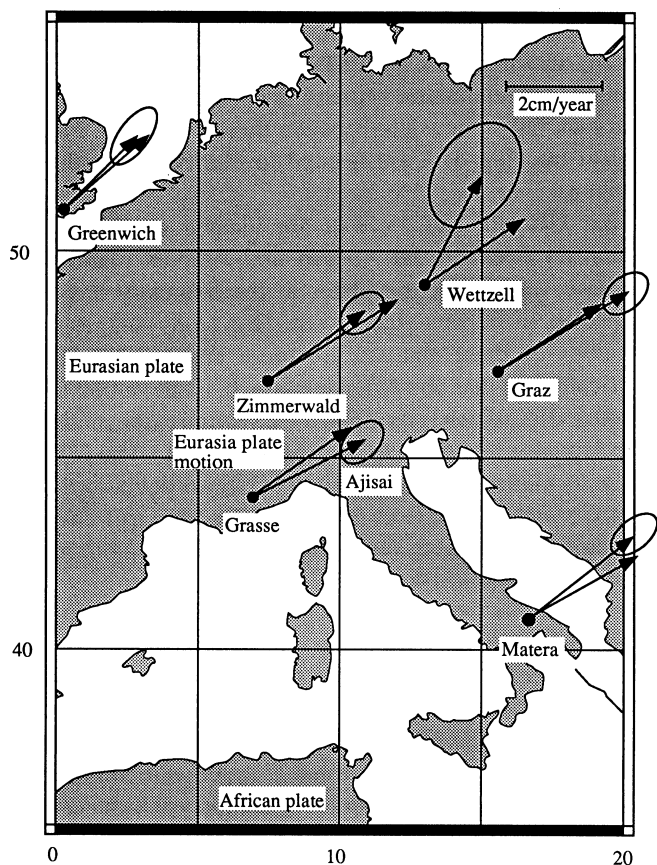 2cm/year
Greenwich
50
Wettzell
Eurasian plate
Zimmerwald
Graz
Eurasia plate
motion
Ajisai
Grasse
40
Matera
African plate
0
10
20